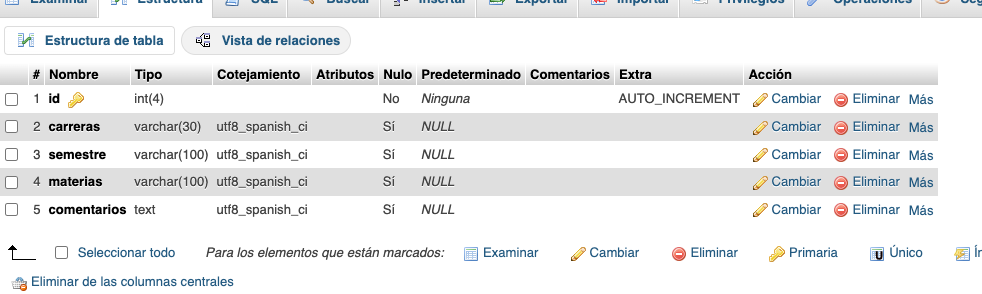 Examinar Estructura SQL Buscar Insertar Exportar Importar Privilegios Operaciones
Estructura de tabla Vista de relaciones
# Nombre Tipo Cotejamiento Atributos Nulo Predeterminado Comentarios Extra Acción
1 id int(4) No Ninguna AUTO_INCREMENT Cambiar Eliminar Más
2 carreras varchar(30) utf8_spanish_ci Sí NULL Cambiar Eliminar Más
3 semestre varchar(100) utf8_spanish_ci Sí NULL Cambiar Eliminar Más
4 materias varchar(100) utf8_spanish_ci Sí NULL Cambiar Eliminar Más
5 comentarios text utf8_spanish_ci Sí NULL Cambiar Eliminar Más
Seleccionar todo Para los elementos que están marcados: Examinar Cambiar Eliminar Primaria Único
Eliminar de las columnas centrales